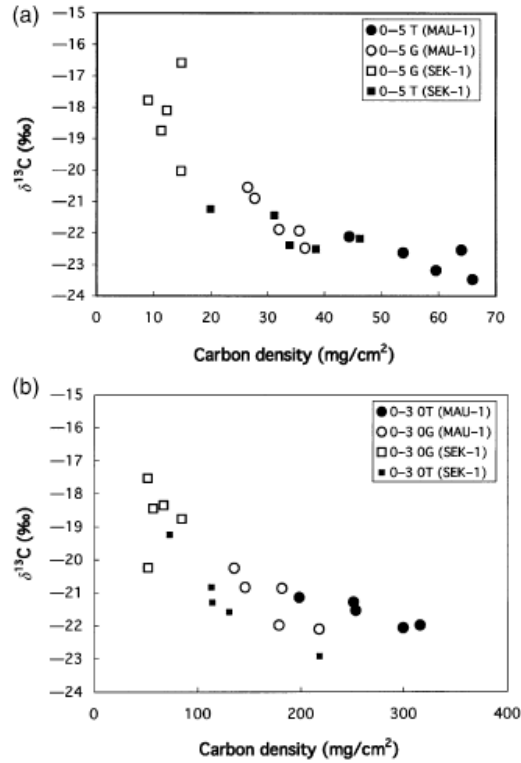 (a)
−15
−16
−17
−18
−19
−20
−21
−22
−23
−24
δ¹³C (‰)
0−5 T (MAU−1)
0−5 G (MAU−1)
0−5 G (SEK−1)
0−5 T (SEK−1)
0 10 20 30 40 50 60 70
Carbon density (mg/cm²)
(b)
−15
−16
−17
−18
−19
−20
−21
−22
−23
−24
δ¹³C (‰)
0−3 0T (MAU−1)
0−3 0G (MAU−1)
0−3 0G (SEK−1)
0−3 0T (SEK−1)
0 100 200 300 400
Carbon density (mg/cm²)